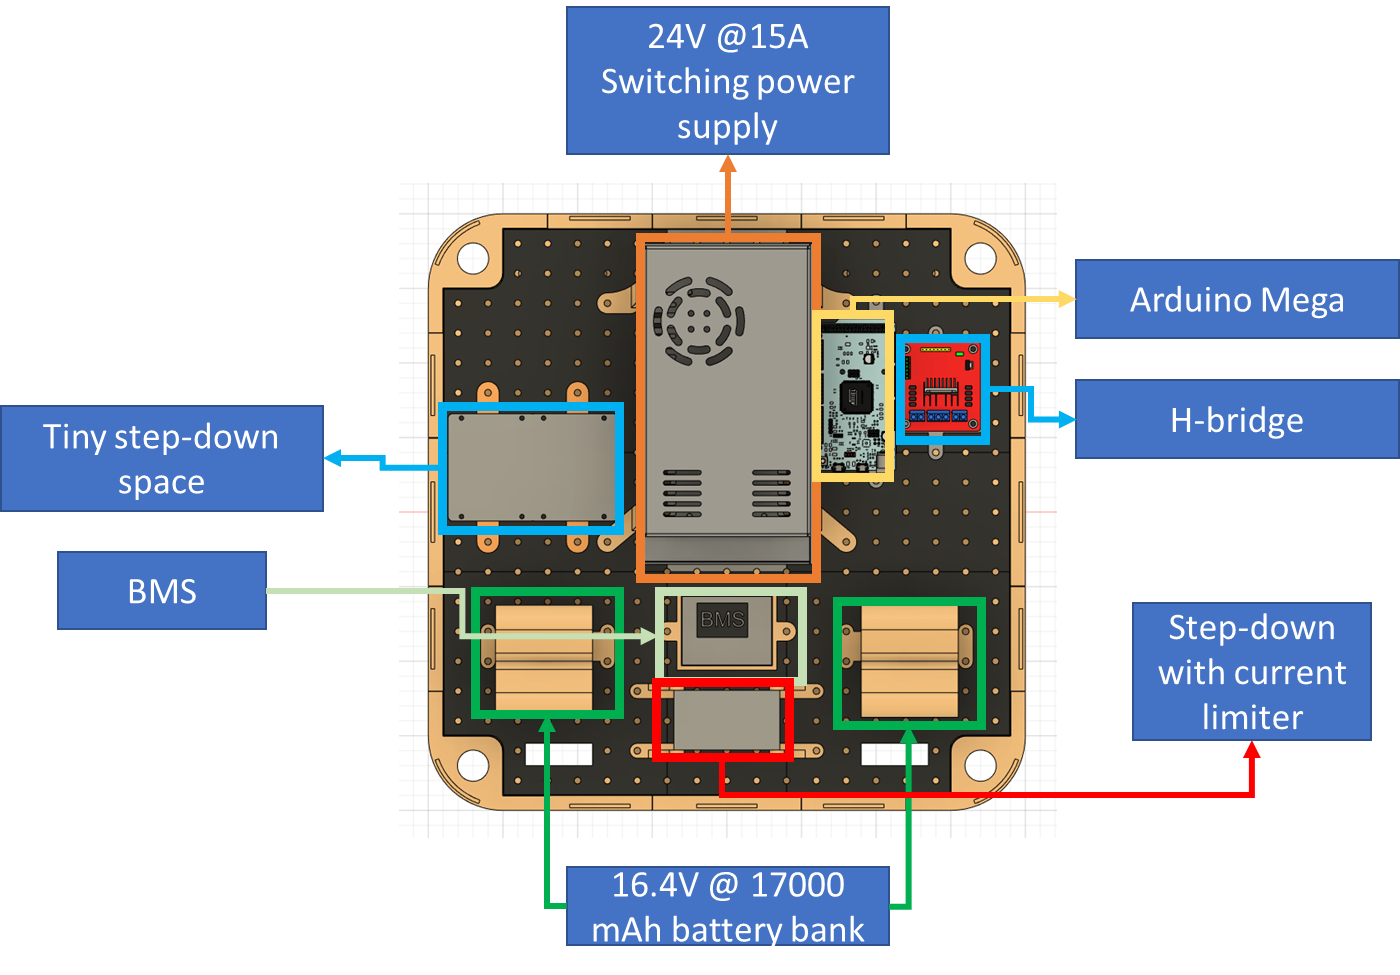 24V @15A
Switching power
supply
Arduino Mega
H-bridge
Tiny step-down
space
BMS
BMS
Step-down
with current
limiter
16.4V @ 17000
mAh battery bank